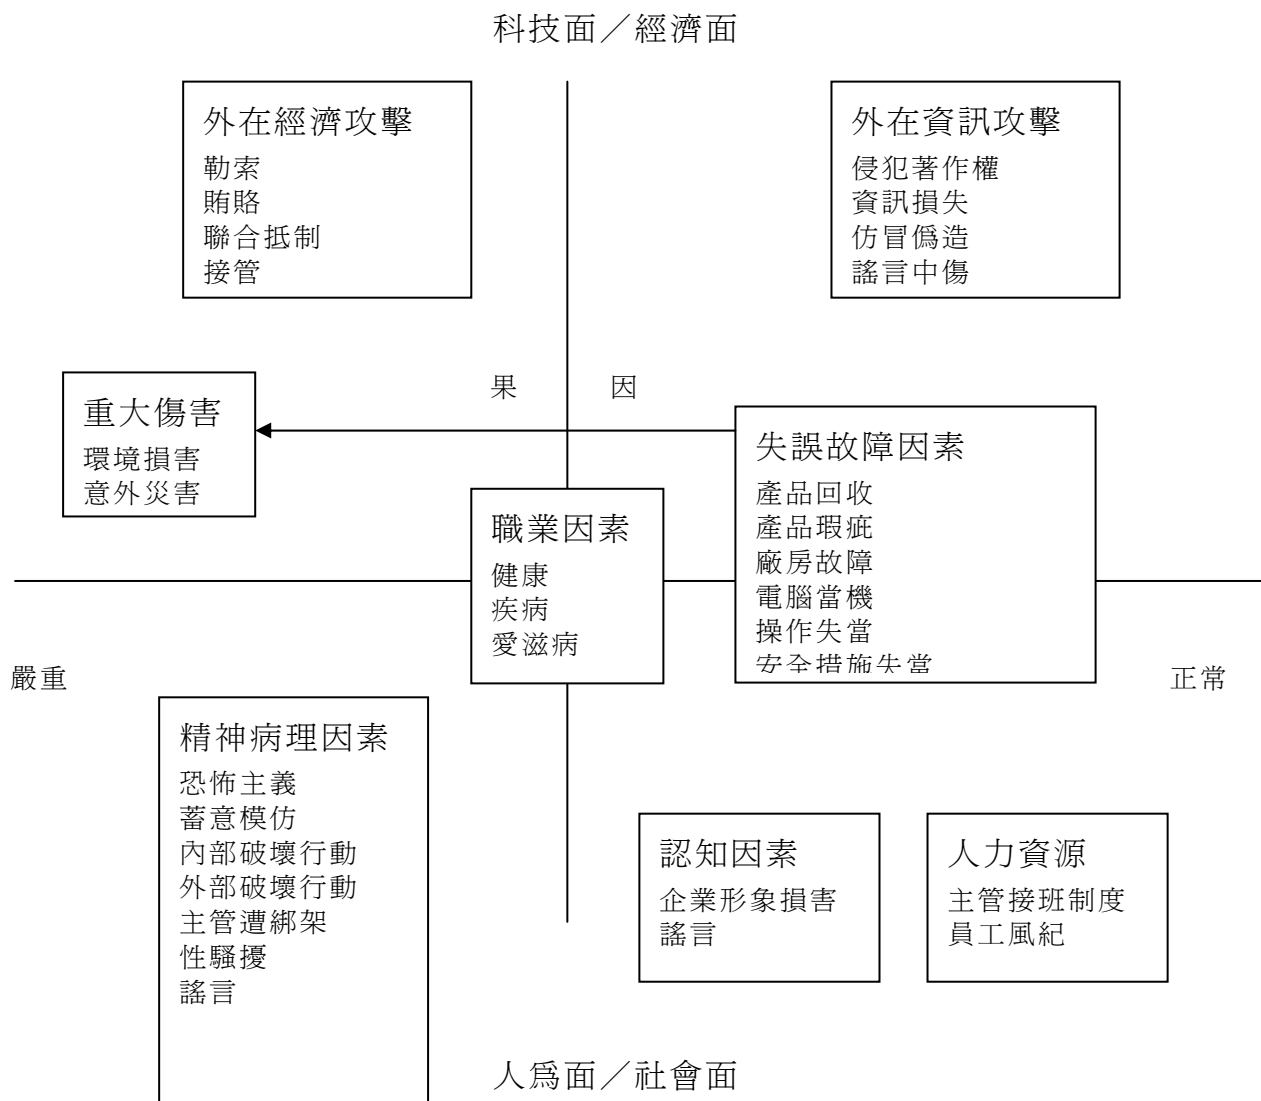 科技面／經濟面
外在經濟攻擊
勒索
賄賂
聯合抵制
接管
外在資訊攻擊
侵犯著作權
資訊損失
仿冒偽造
謠言中傷
果
因
重大傷害
環境損害
意外災害
失誤故障因素
產品回收
產品瑕疵
廠房故障
電腦當機
操作失當
安全措施失當
職業因素
健康
疾病
愛滋病
嚴重
正常
精神病理因素
恐怖主義
蓄意模仿
內部破壞行動
外部破壞行動
主管遭綁架
性騷擾
謠言
認知因素
企業形象損害
謠言
人力資源
主管接班制度
員工風紀
人為面／社會面